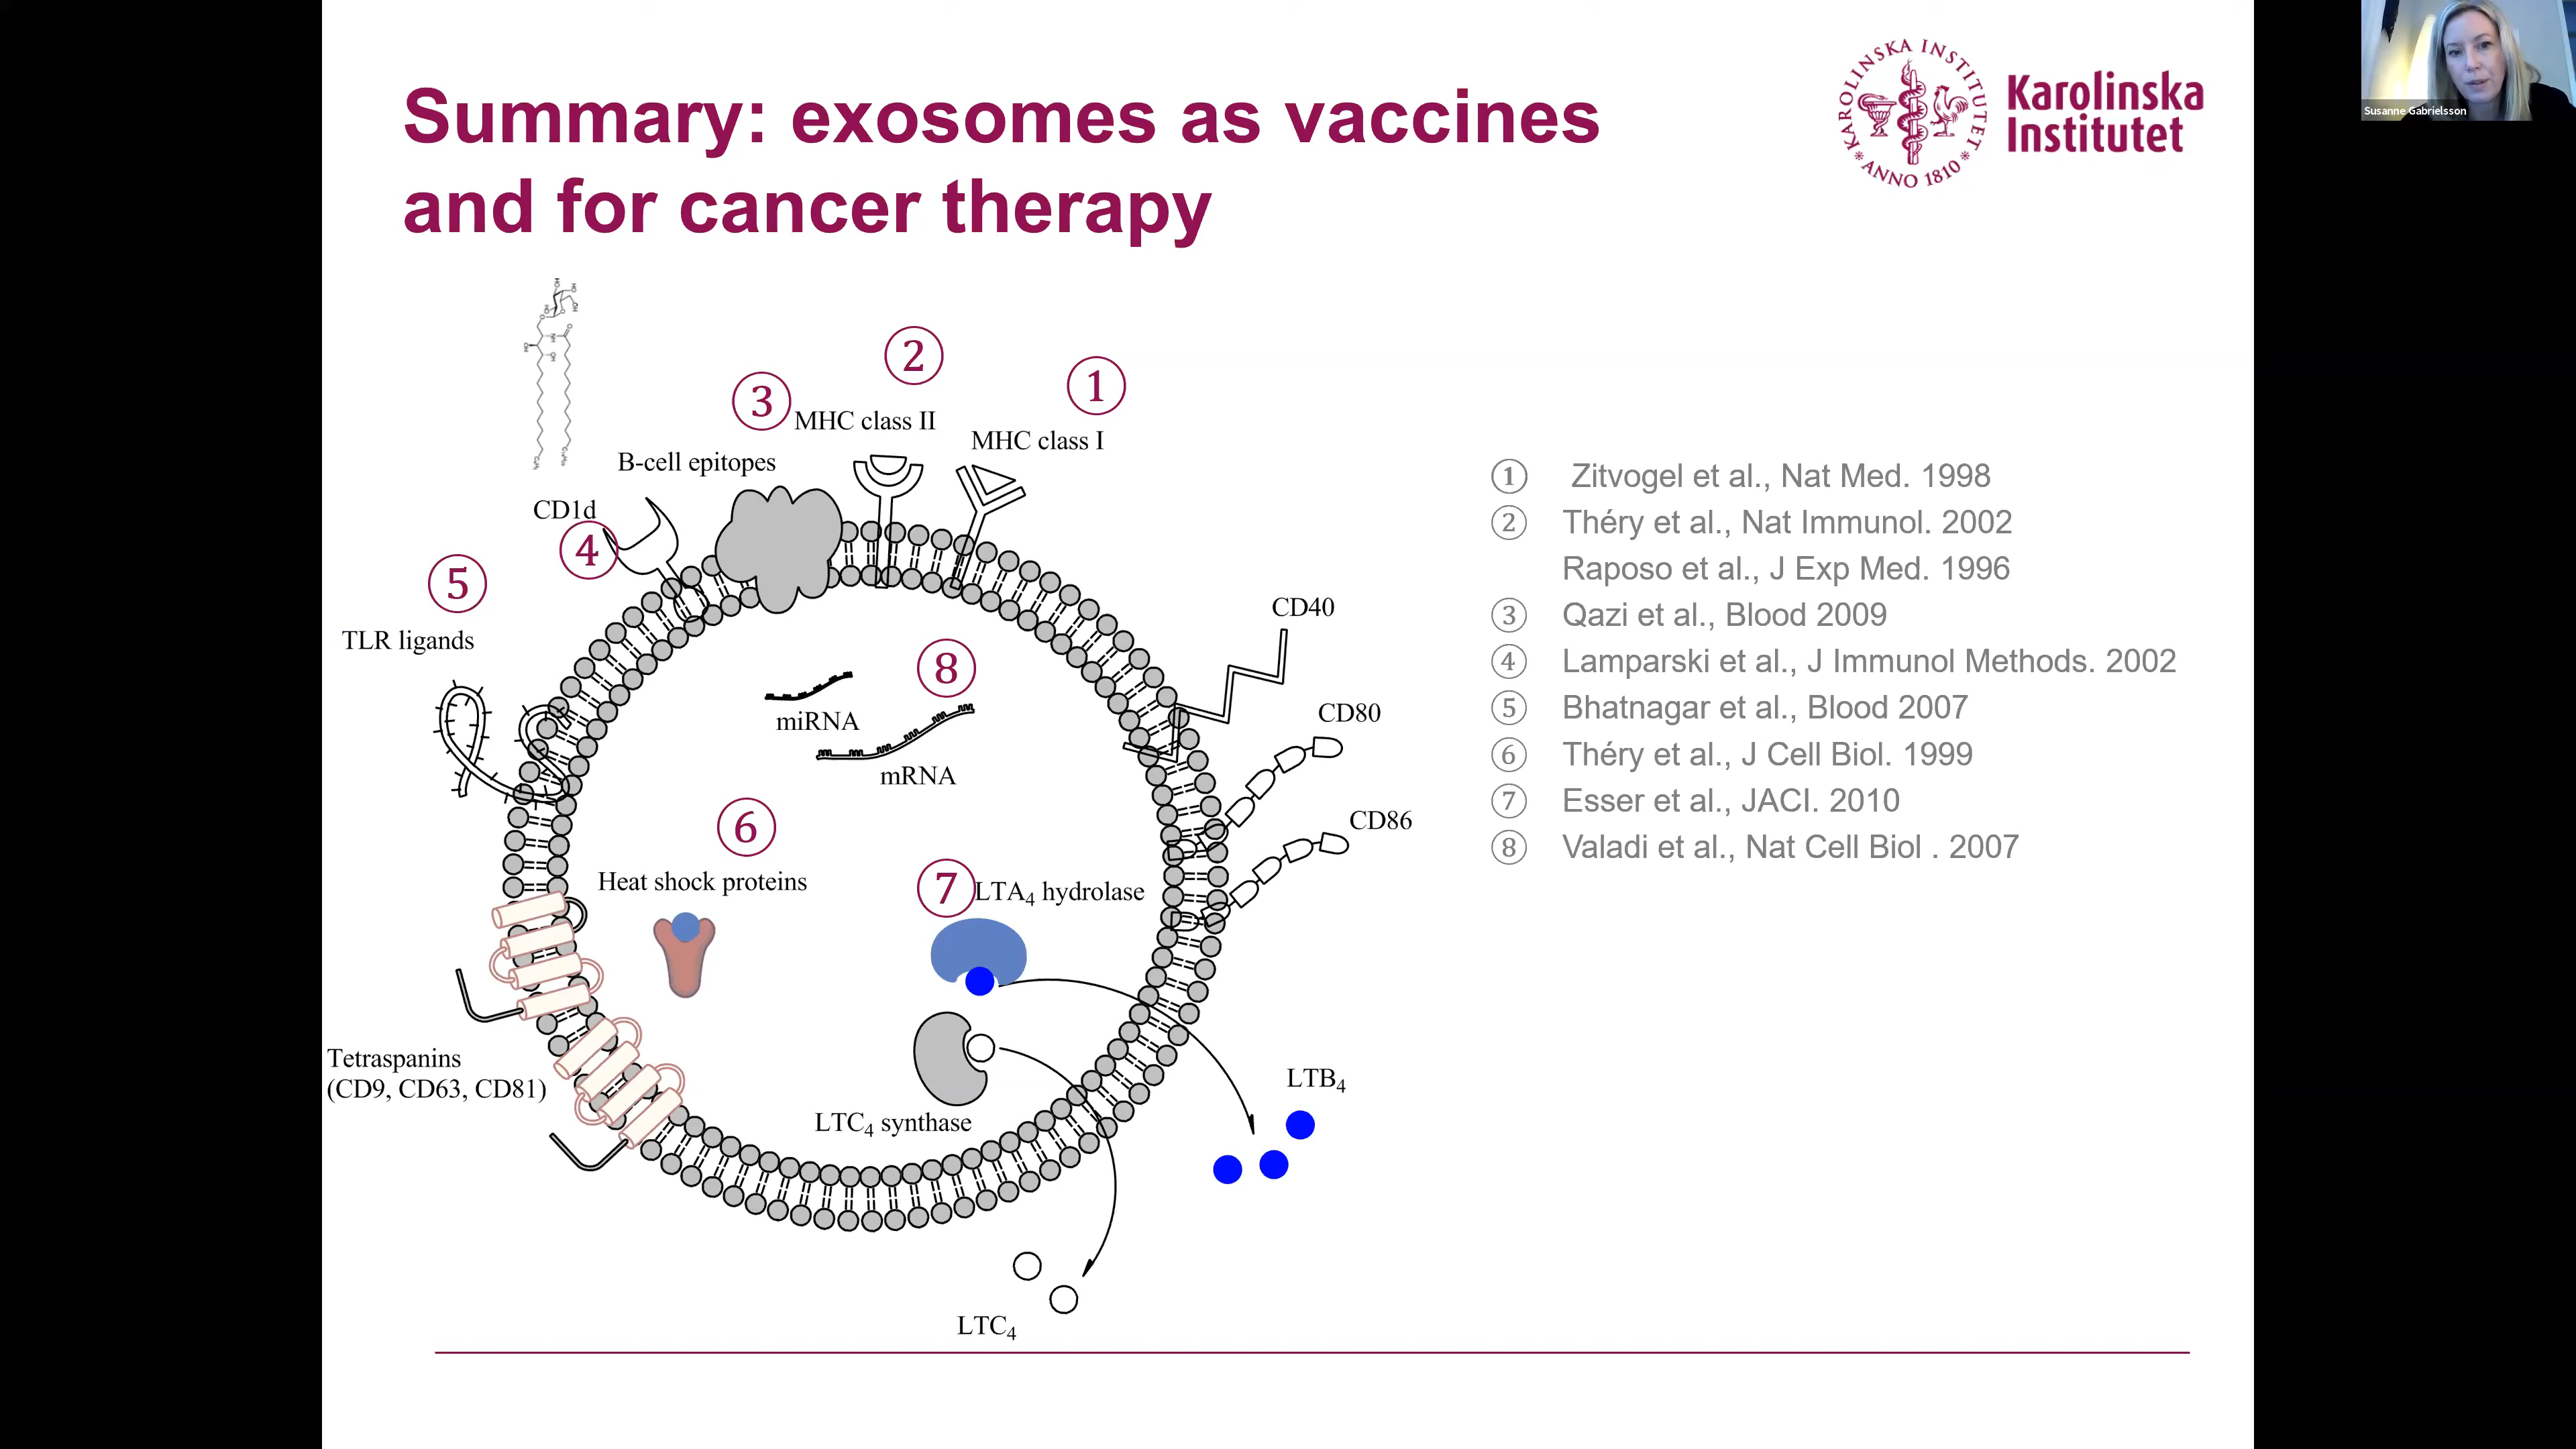 Summary: exosomes as vaccines
and for cancer therapy
KAROLINSKA INSTITUTET
ANNO 1810
Karolinska
Institutet
Susanne Gabrielsson
2
1
3
MHC class II
MHC class I
B-cell epitopes
CD1d
4
5
TLR ligands
CD40
8
miRNA
mRNA
CD80
6
CD86
Heat shock proteins
7
LTA4 hydrolase
Tetraspanins
(CD9, CD63, CD81)
LTC4 synthase
LTB4
LTC4
① Zitvogel et al., Nat Med. 1998
② Théry et al., Nat Immunol. 2002
Raposo et al., J Exp Med. 1996
③ Qazi et al., Blood 2009
④ Lamparski et al., J Immunol Methods. 2002
⑤ Bhatnagar et al., Blood 2007
⑥ Théry et al., J Cell Biol. 1999
⑦ Esser et al., JACI. 2010
⑧ Valadi et al., Nat Cell Biol . 2007